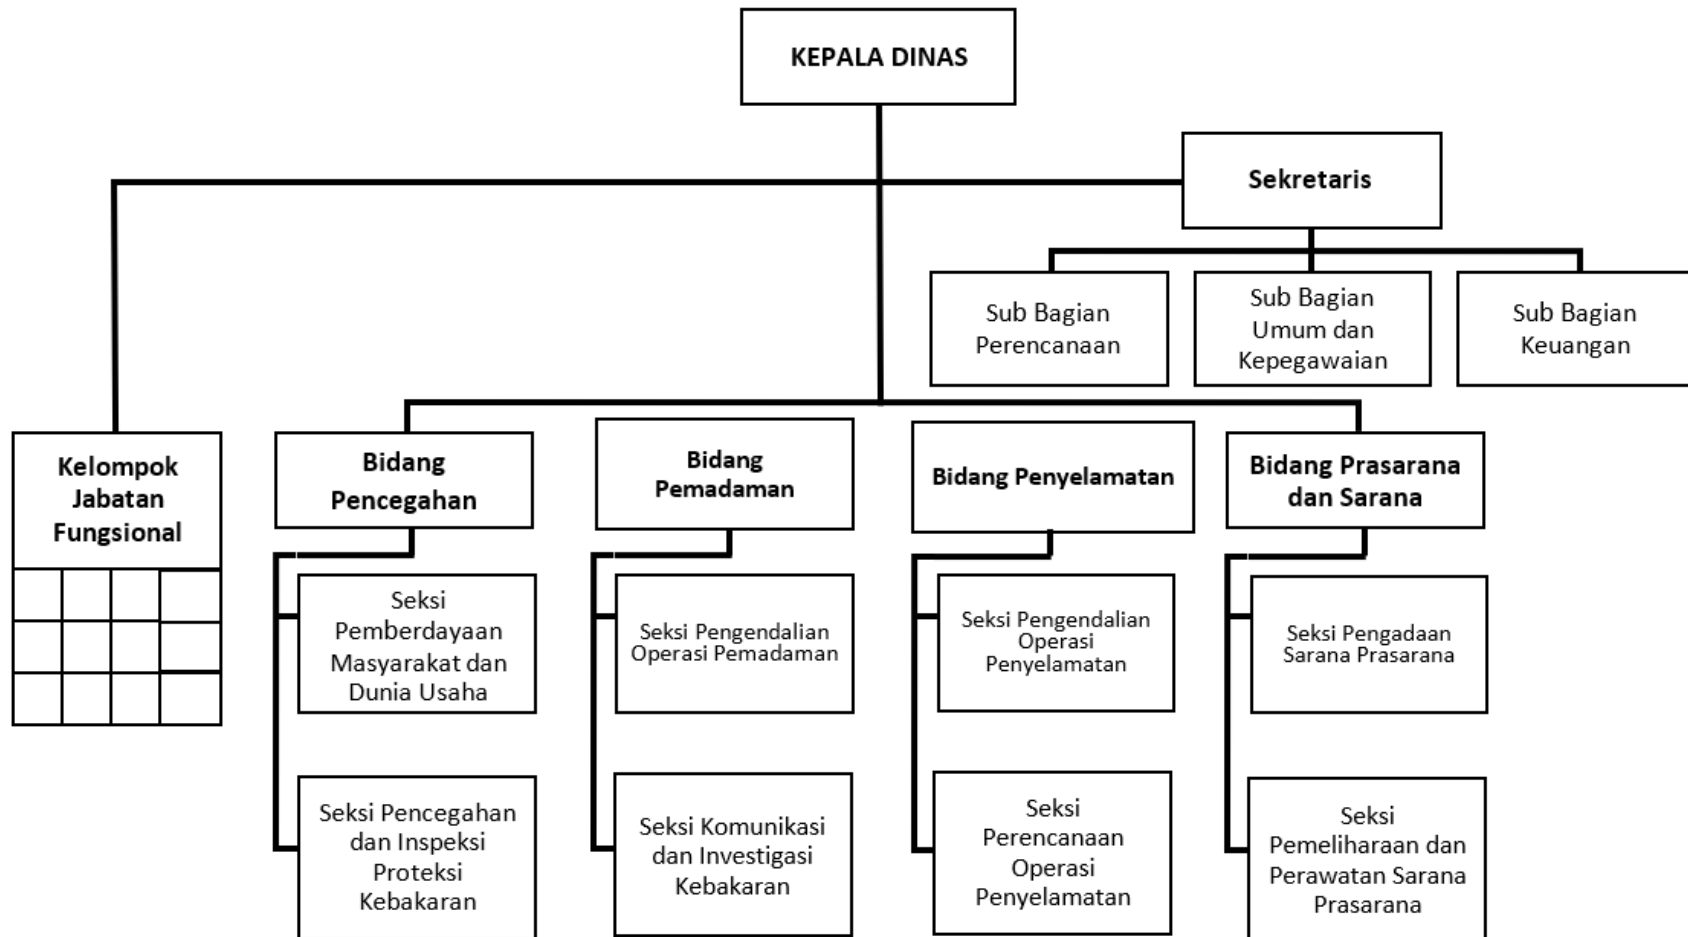 KEPALA DINAS
Sekretaris
Sub Bagian
Perencanaan
Sub Bagian
Umum dan
Kepegawaian
Sub Bagian
Keuangan
Kelompok
Jabatan
Fungsional
Bidang
Pencegahan
Bidang
Pemadaman
Bidang Penyelamatan
Bidang Prasarana
dan Sarana
Seksi
Pemberdayaan
Masyarakat dan
Dunia Usaha
Seksi Pengendalian
Operasi Pemadaman
Seksi Pengendalian
Operasi
Penyelamatan
Seksi Pengadaan
Sarana Prasarana
Seksi Pencegahan
dan Inspeksi
Proteksi
Kebakaran
Seksi Komunikasi
dan Investigasi
Kebakaran
Seksi
Perencanaan
Operasi
Penyelamatan
Seksi
Pemeliharaan dan
Perawatan Sarana
Prasarana